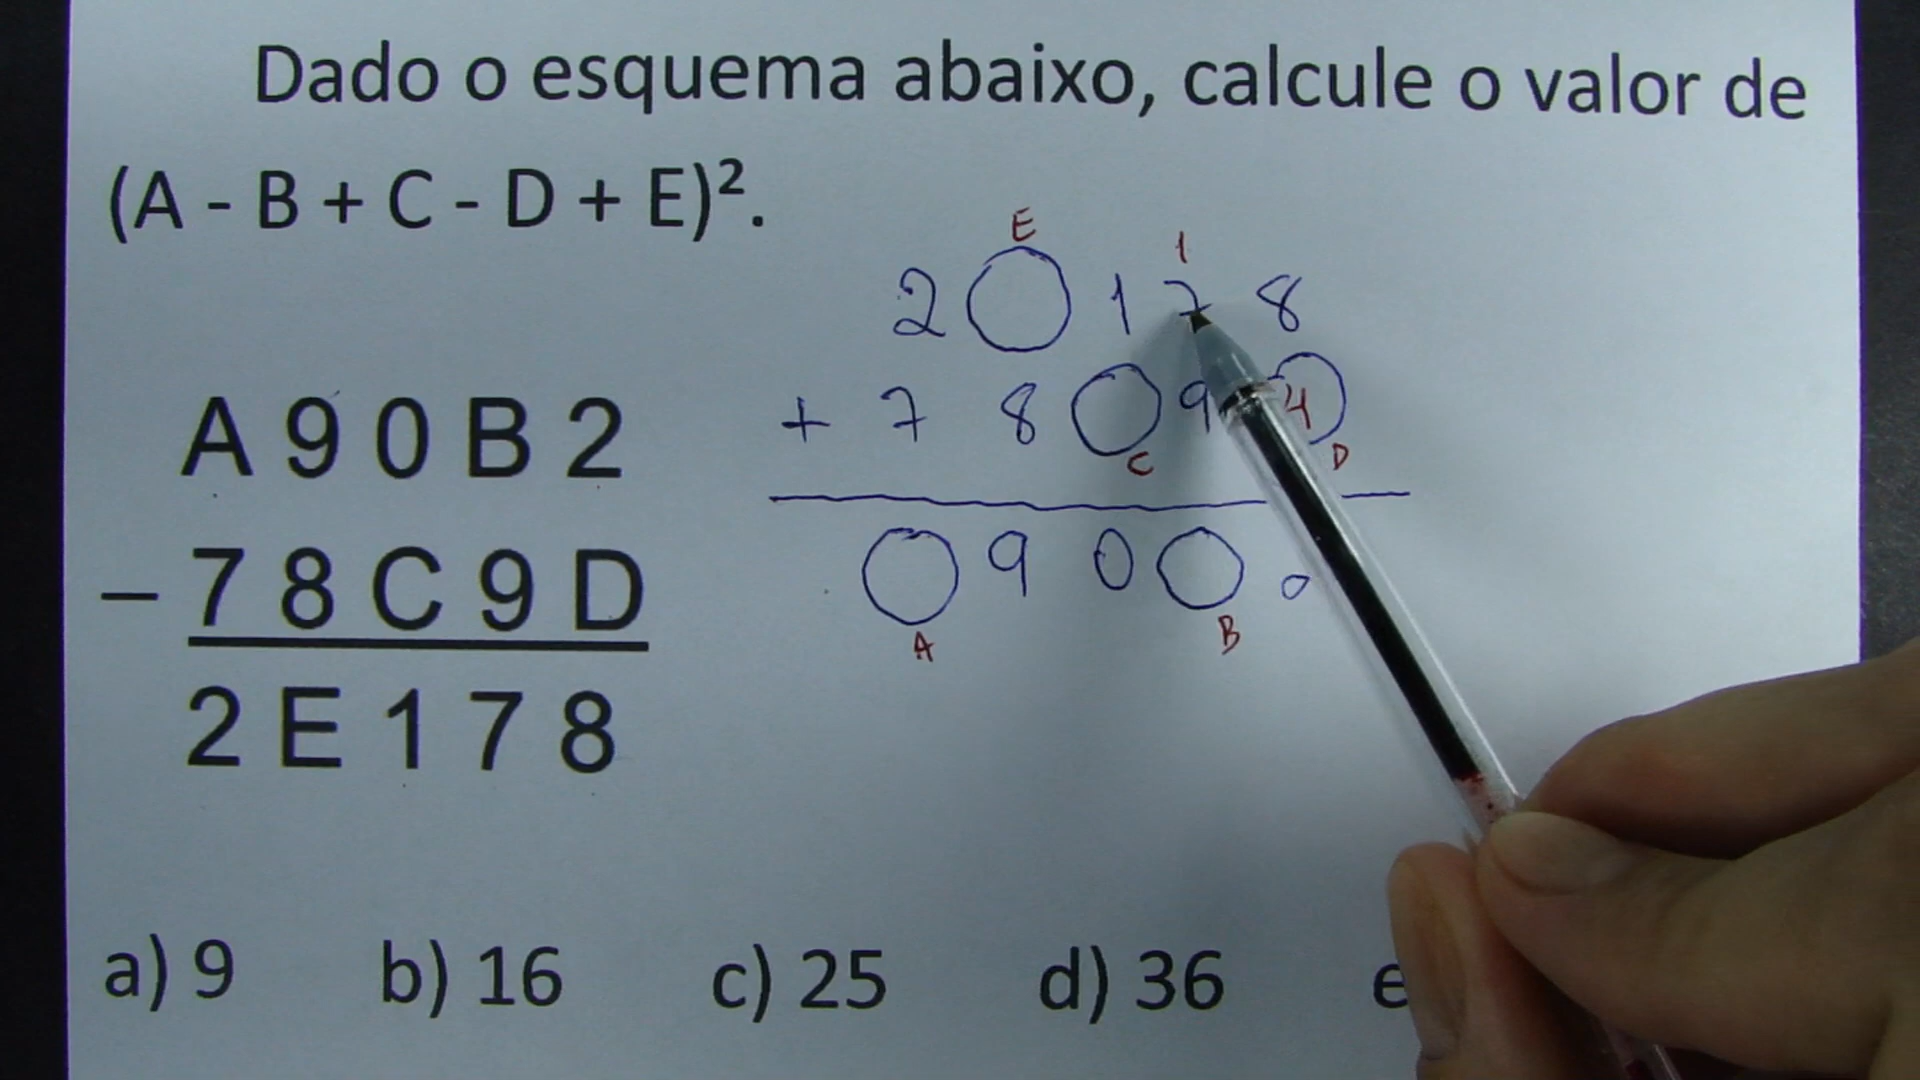 Dado o esquema abaixo, calcule o valor de
(A - B + C - D + E)².
E
1
2 1 7 8
+ 7 8 9 4
C D
9 0
A B
A 9 0 B 2
– 7 8 C 9 D
2 E 1 7 8
a) 9 b) 16 c) 25 d) 36